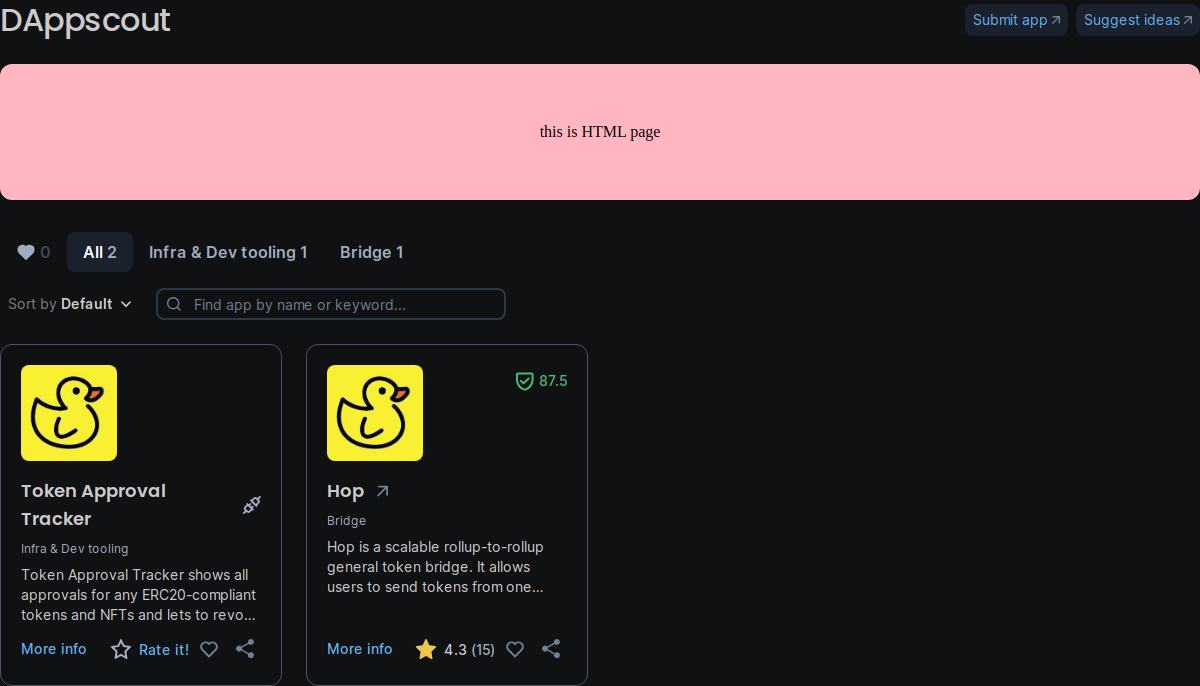 DAppscout
Submit app
Suggest ideas
this is HTML page
0
All 2
Infra & Dev tooling 1
Bridge 1
Sort by Default
Find app by name or keyword...
Token Approval
Tracker
Infra & Dev tooling
Token Approval Tracker shows all
approvals for any ERC20-compliant
tokens and NFTs and lets to revo...
More info
Rate it!
87.5
Hop
Bridge
Hop is a scalable rollup-to-rollup
general token bridge. It allows
users to send tokens from one...
More info
4.3 (15)